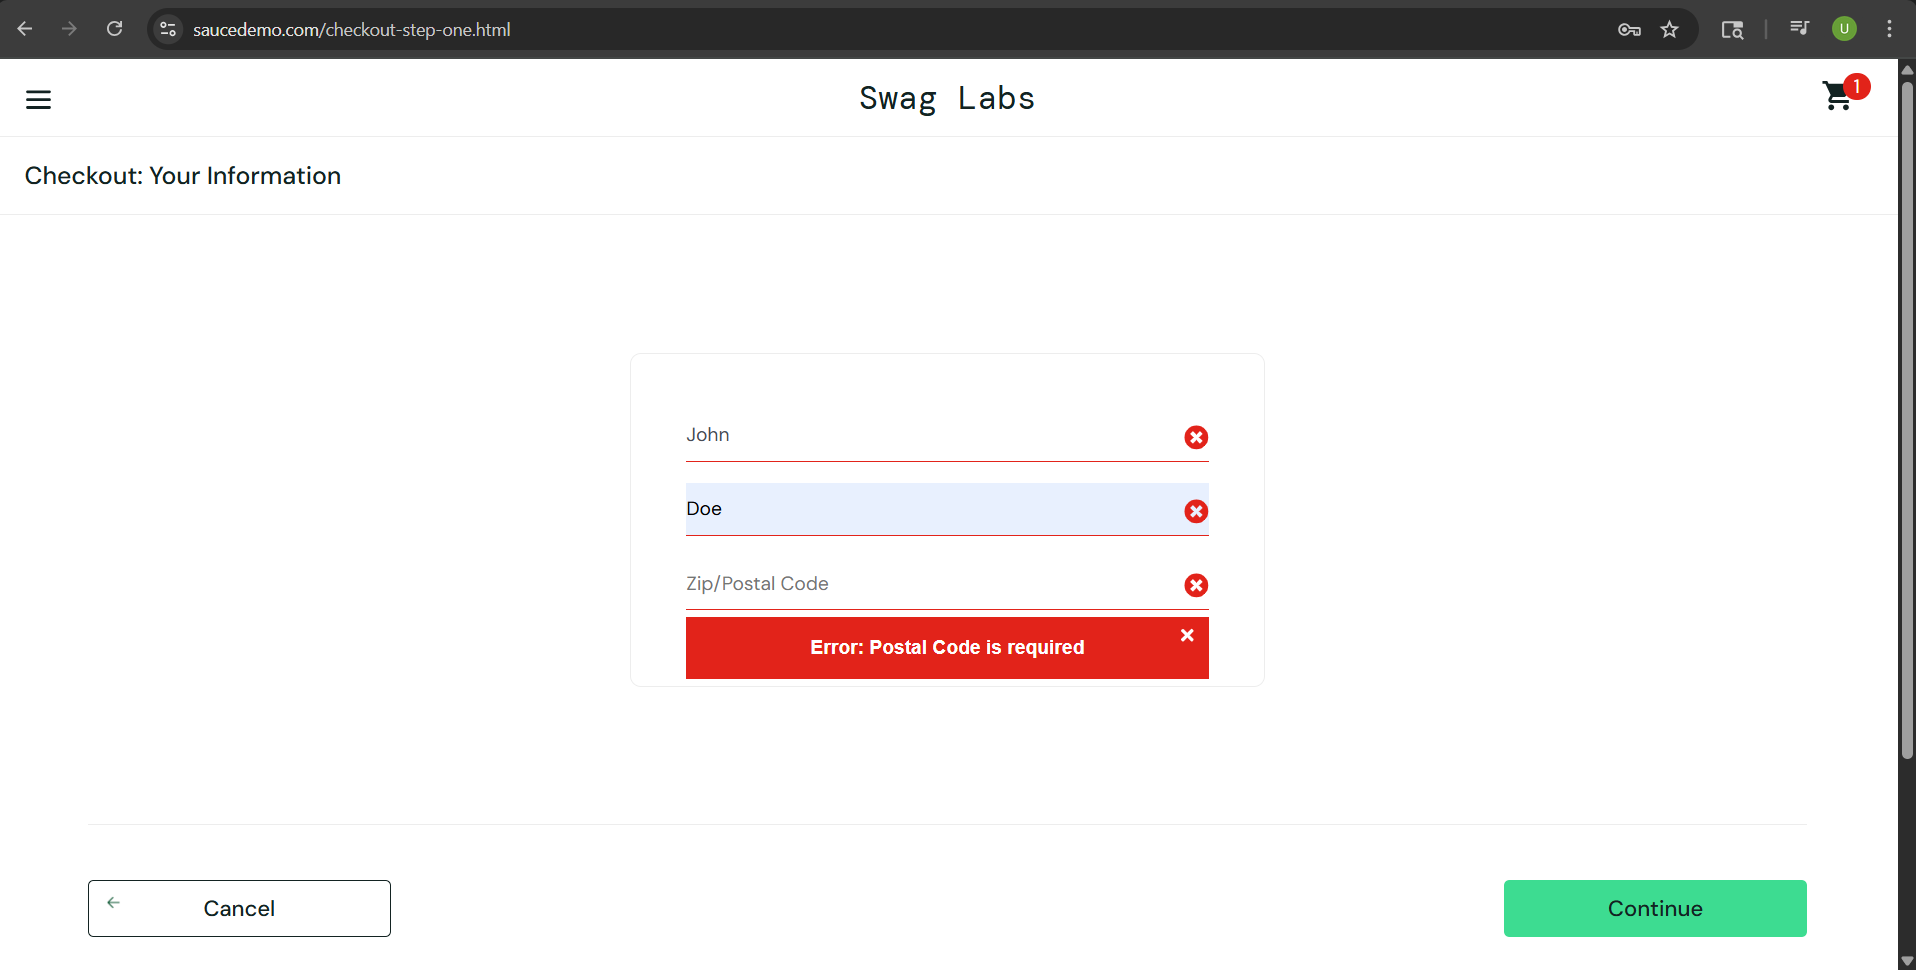 saucedemo.com/checkout-step-one.html
U
Swag Labs
1
Checkout: Your Information
John
Doe
Zip/Postal Code
Error: Postal Code is required
Cancel
Continue